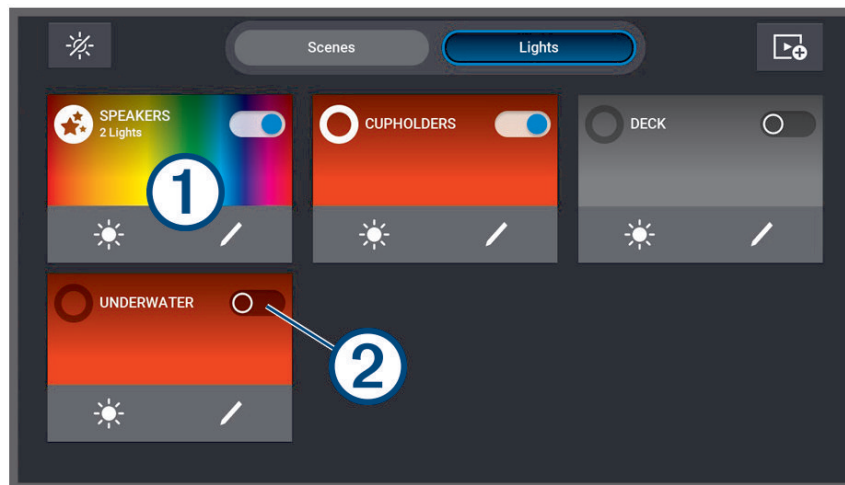 Scenes
Lights
SPEAKERS
2 Lights
CUPHOLDERS
DECK
1
UNDERWATER
2